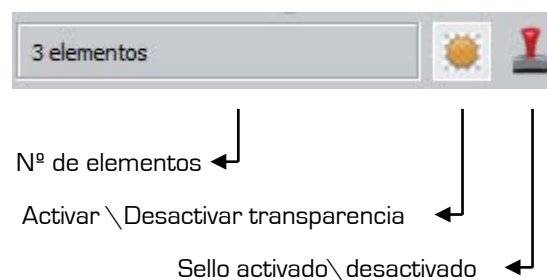 3 elementos
Nº de elementos
Activar \ Desactivar transparencia
Sello activado\ desactivado